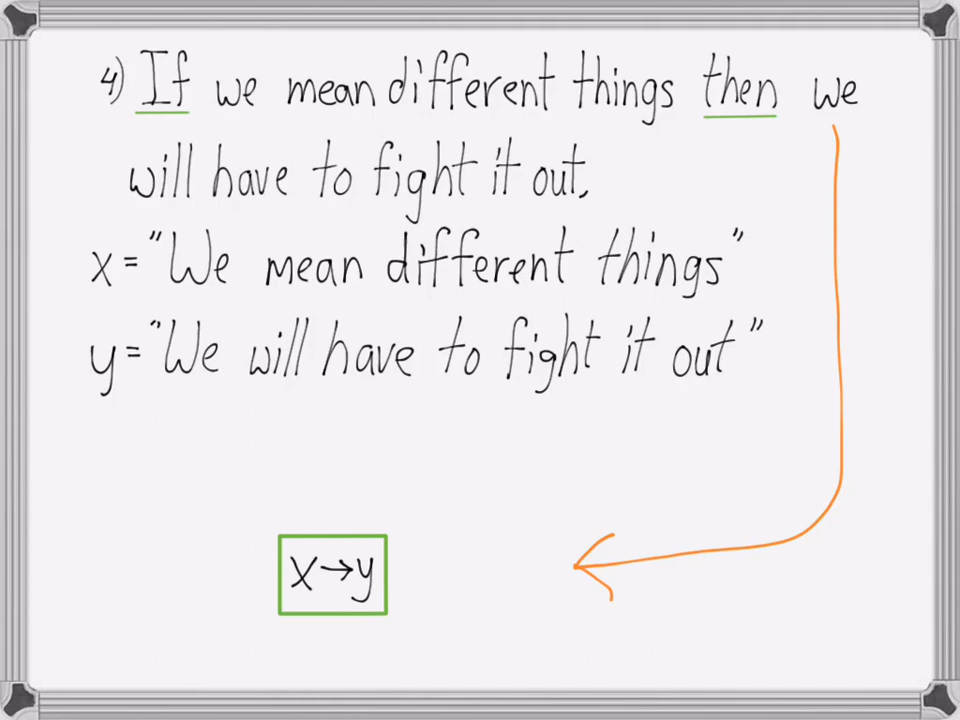 4) If we mean different things then we
will have to fight it out.
x = "We mean different things"
y = "We will have to fight it out"
x→y